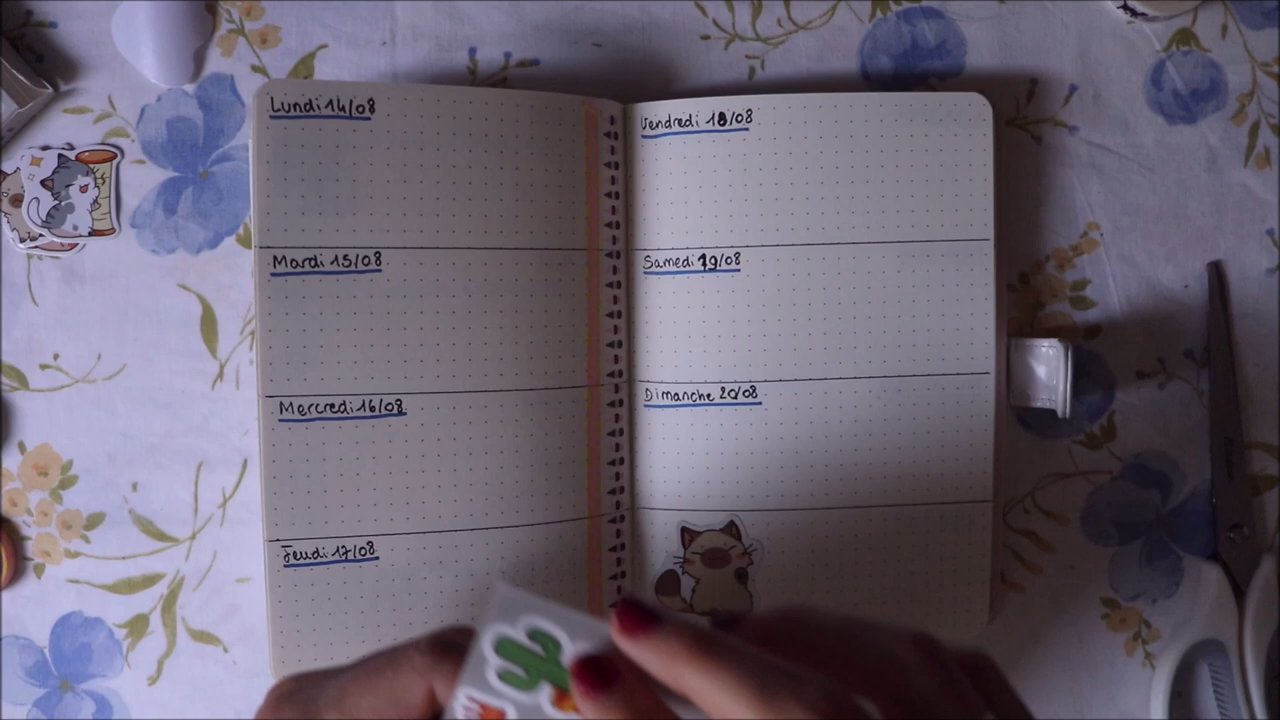 Lundi 14/08
Mardi 15/08
Mercredi 16/08
Jeudi 17/08
Vendredi 18/08
Samedi 19/08
Dimanche 20/08